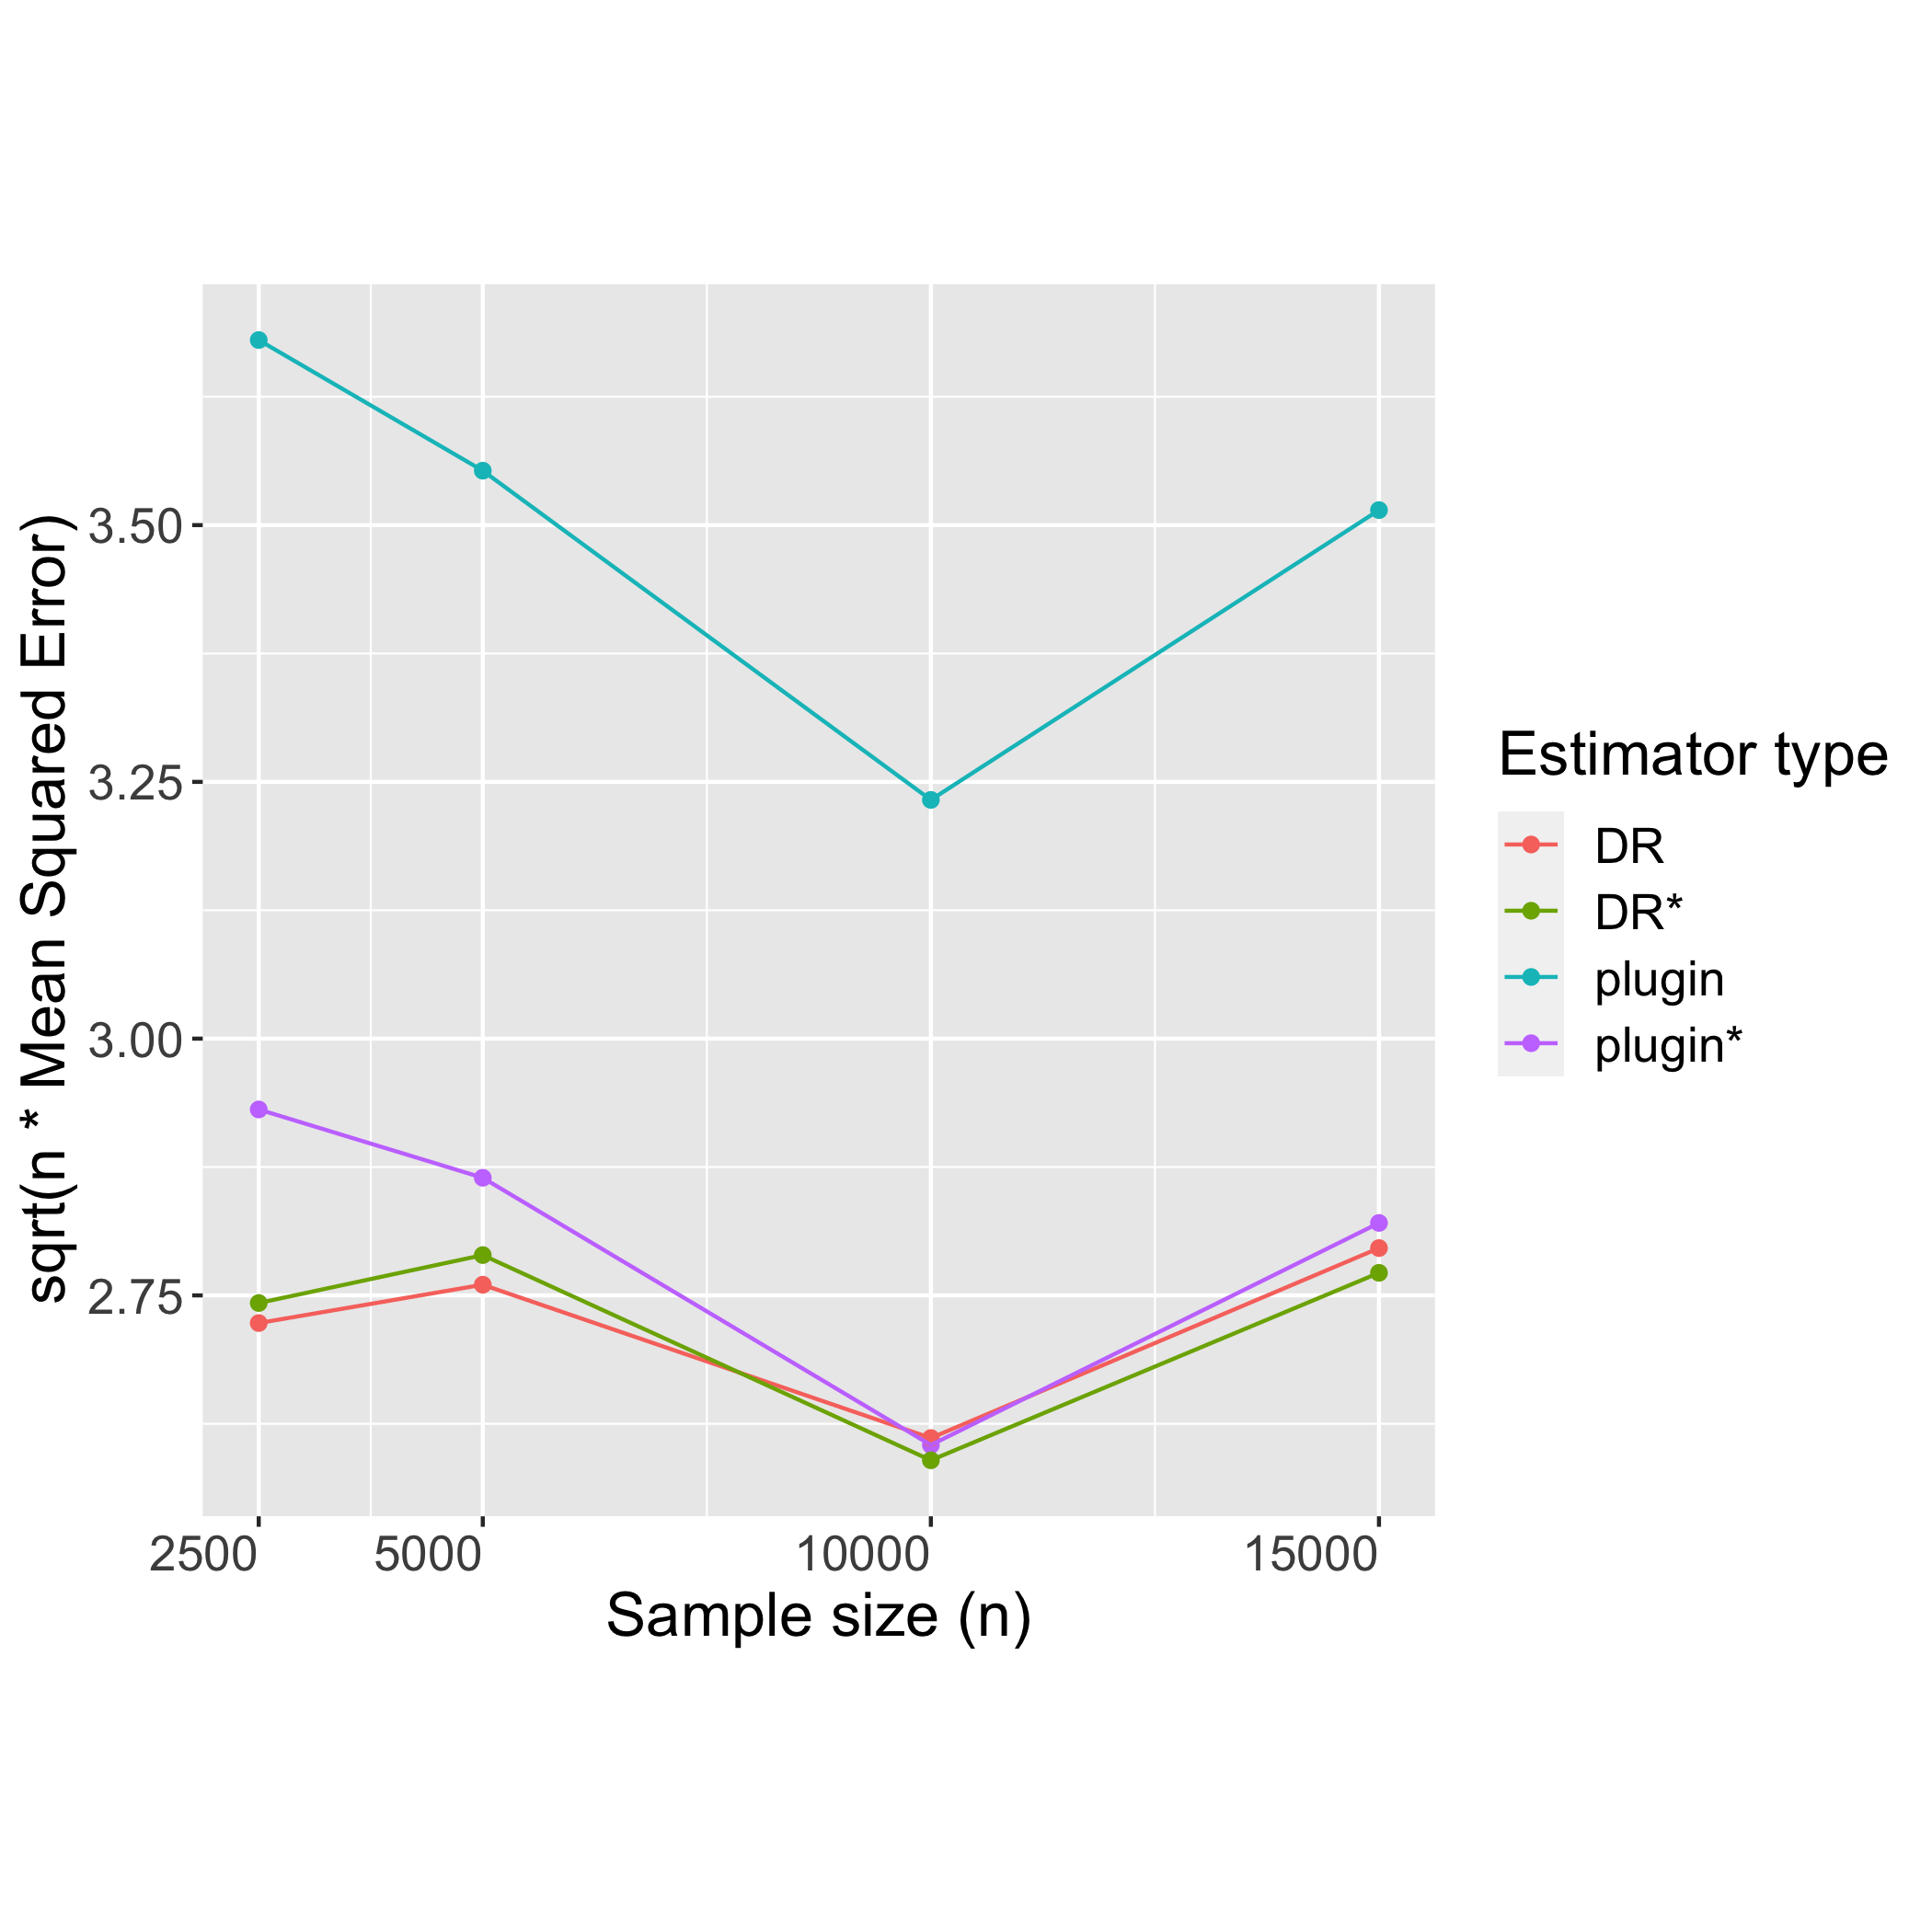 sqrt(n * Mean Squared Error)
3.50
3.25
3.00
2.75
2500 5000 10000 15000
Sample size (n)
Estimator type
DR
DR*
plugin
plugin*